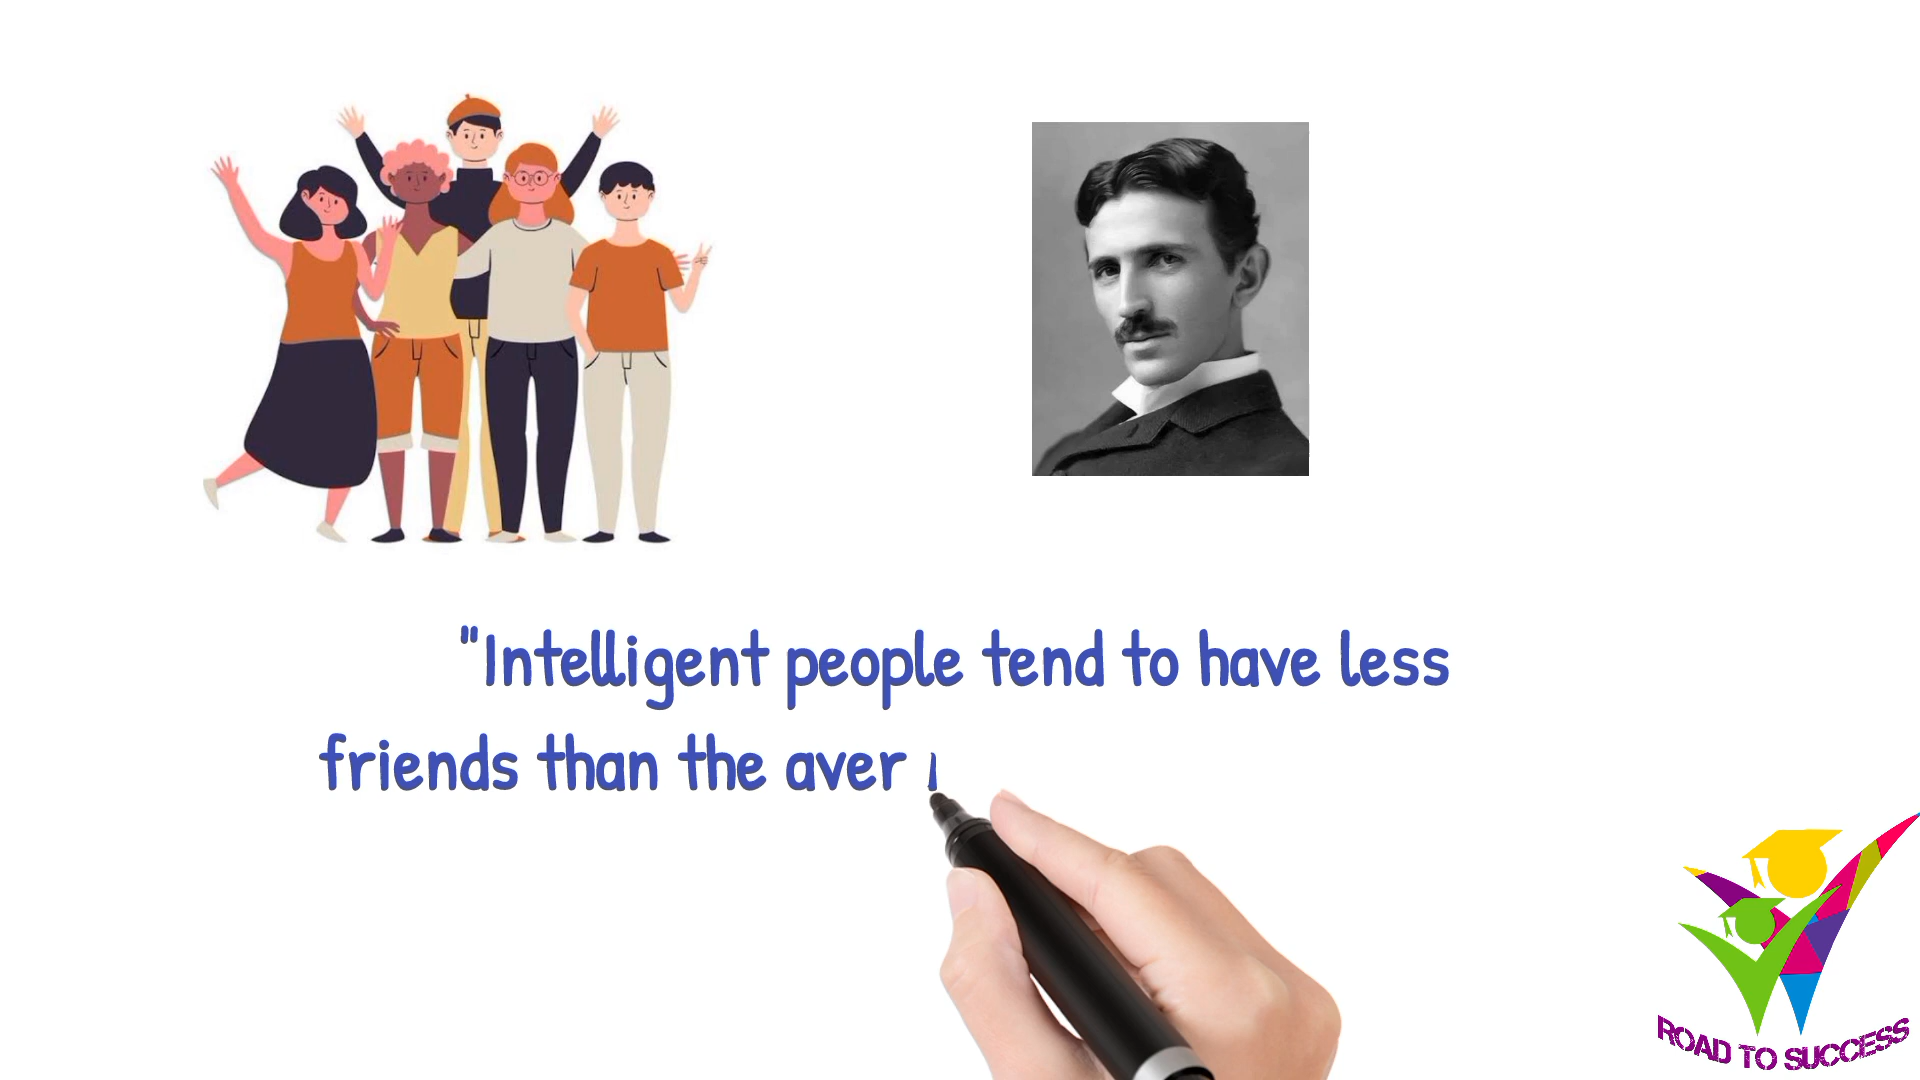 "Intelligent people tend to have less
friends than the aver
ROAD TO SUCCESS